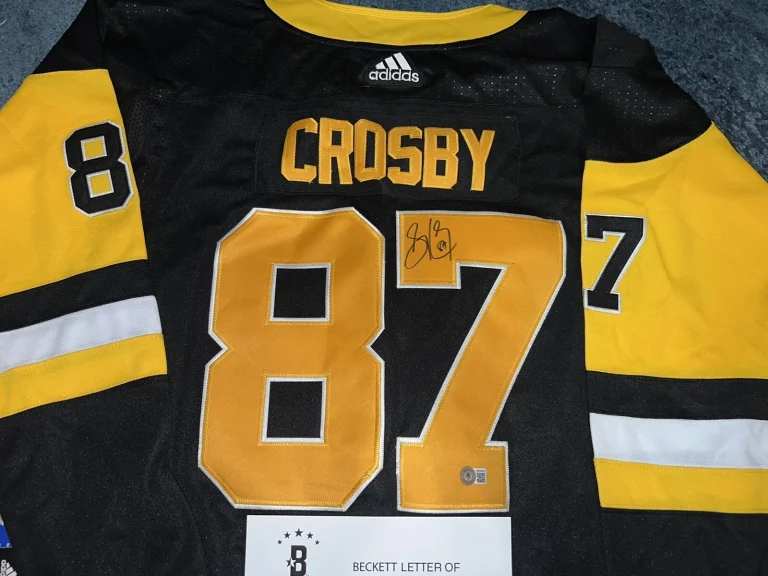 adidas
CROSBY
8
7
87
B
BECKETT LETTER OF